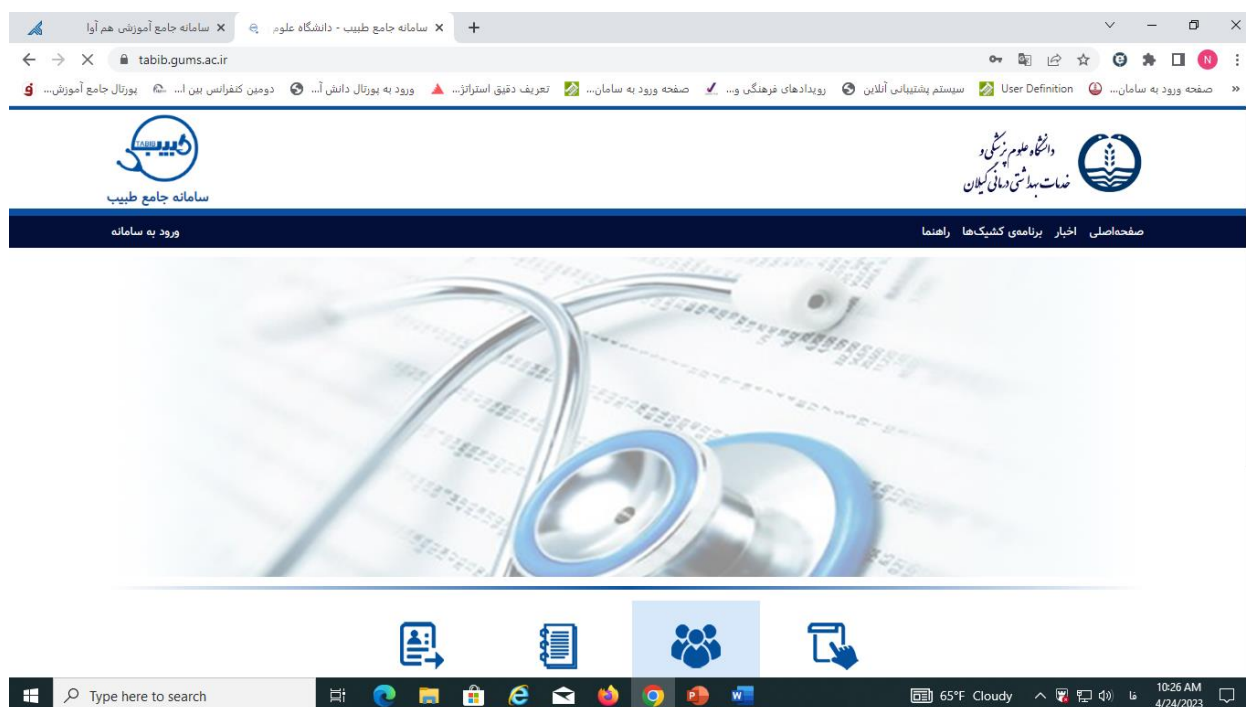 سامانه جامع آموزشی هم آوا
سامانه جامع طبیب - دانشگاه علوم
tabib.gums.ac.ir
صفحه ورود به سامان...
User Definition
سیستم پشتیبانی آنلاین
رویدادهای فرهنگی و...
صفحه ورود به سامان...
تعریف دقیق استراتژ...
ورود به پورتال دانش آ...
دومین کنفرانس بین ا...
پورتال جامع آموزش...
دانشگاه علوم پزشکی و
خدمات بهداشتی درمانی گیلان
طبیب
TABIB
سامانه جامع طبیب
صفحه‌اصلی اخبار برنامه‌ی کشیک‌ها راهنما
ورود به سامانه
Type here to search
65°F Cloudy
فا
10:26 AM
4/24/2023